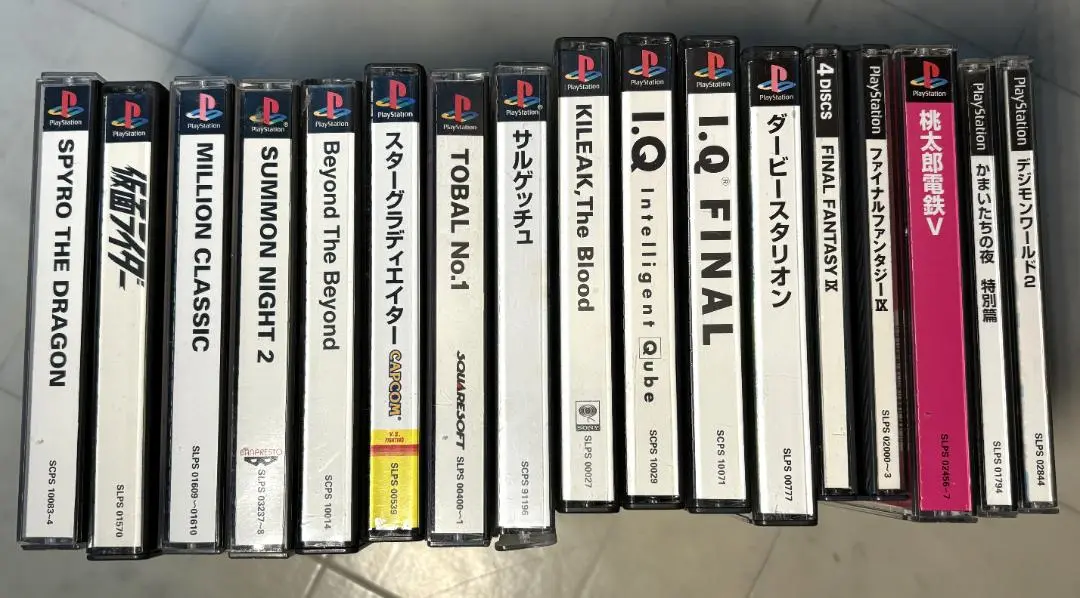 PlayStation
SPYRO THE DRAGON
SCPS 10083~4
PlayStation
仮面ライダー
SLPS 01570
PlayStation
MILLION CLASSIC
SLPS 01609~01610
PlayStation
SUMMON NIGHT 2
BANPRESTO
SLPS 03237~8
PlayStation
Beyond The Beyond
SCPS 10014
PlayStation
スターグラディエイター
CAPCOM
V.S. FIGHTING
SLPS 00539
PlayStation
TOBAL No.1
SQUARESOFT
SLPS 00400~1
PlayStation
サルゲッチュ
SCPS 91196
PlayStation
KILEAK,The Blood
SONY
SLPS 00027
PlayStation
I.Q Intelligent Qube
SCPS 10029
PlayStation
I.Q® FINAL
SCPS 10071
PlayStation
ダービースタリオン
SLPS 00777
4 DISCS
FINAL FANTASY IX
PlayStation
ファイナルファンタジーIX
SLPS 02000~3
PlayStation
桃太郎電鉄V
SLPS 02456~7
PlayStation
かまいたちの夜 特別篇
SLPS 01794
PlayStation
デジモンワールド2
SLPS 02844